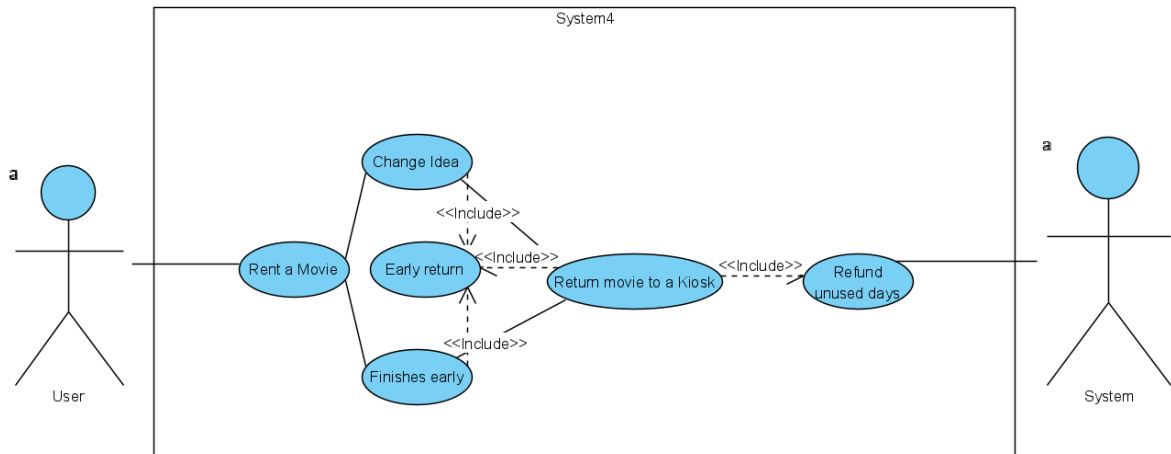 System4
a
a
Change Idea
<<Include>>
<<Include>>
<<Include>>
Rent a Movie
Early return
Return movie to a Kiosk
Refund
unused days
<<Include>>
Finishes early
User
System